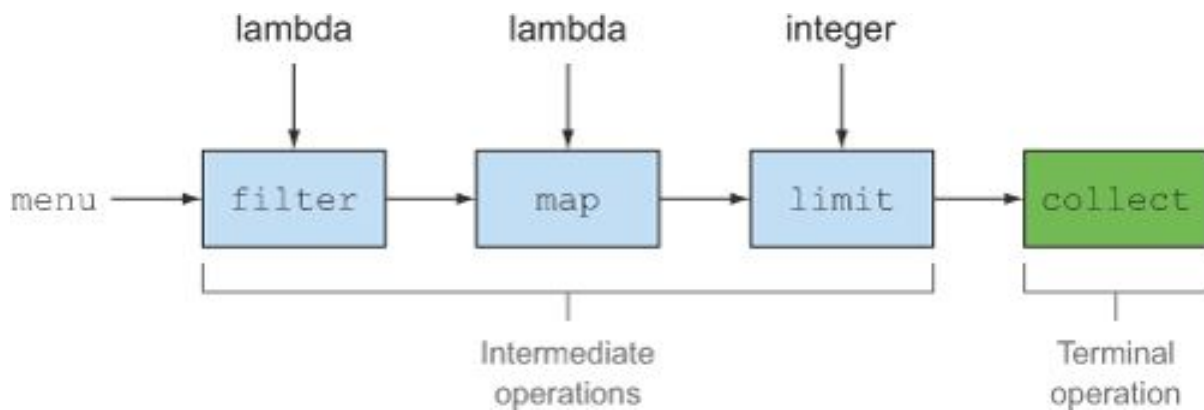 lambda lambda integer
menu filter map limit collect
Intermediate Terminal
operations operation